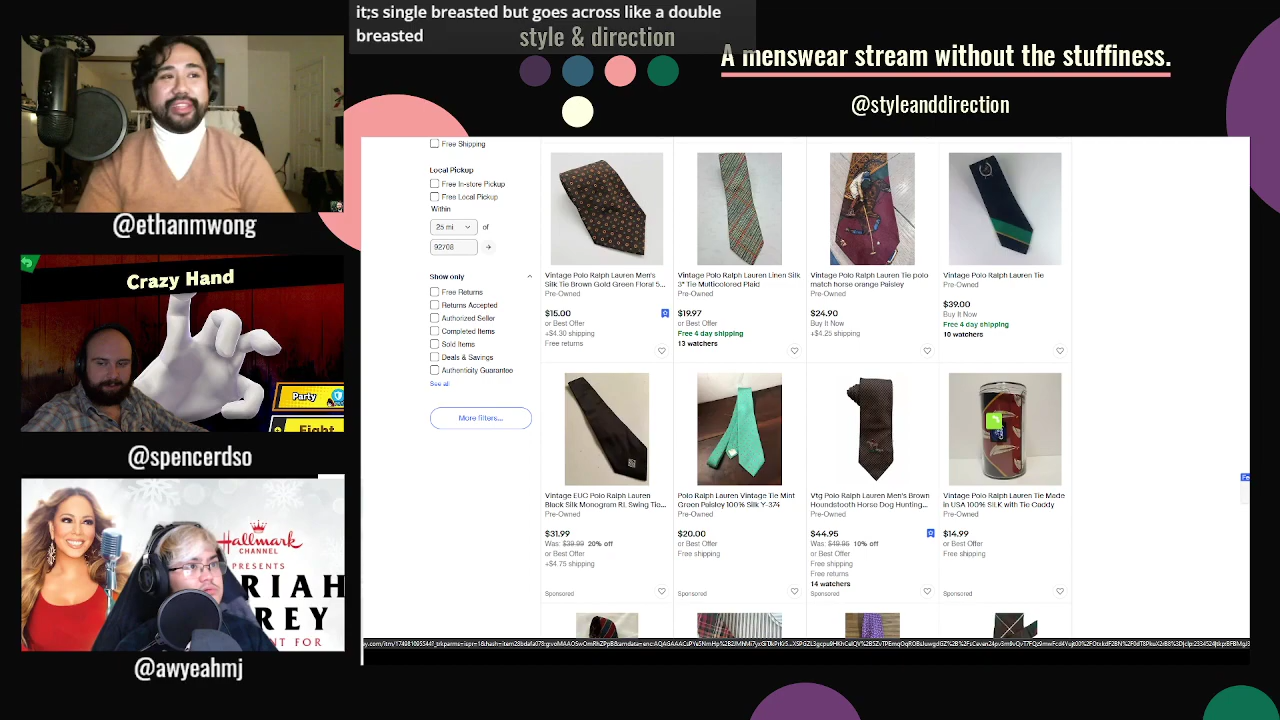 it;s single breasted but goes across like a double
breasted
style & direction
A menswear stream without the stuffiness.
@styleanddirection
@ethanmwong
Crazy Hand
Party
Fight
@spencerdso
Hallmark
CHANNEL
PRESENTS
RIAH
REY
NT FOR
@awyeahmj
Free Shipping
Local Pickup
Free In-store Pickup
Free Local Pickup
Within
25 mi
of
92708
Show only
Free Returns
Returns Accepted
Authorized Seller
Completed Items
Sold Items
Deals & Savings
Authenticity Guarantee
See all
More filters...
Vintage Polo Ralph Lauren Men's
Silk Tie Brown Gold Green Floral 5...
Pre-Owned
$15.00
or Best Offer
+$4.30 shipping
Free returns
Vintage Polo Ralph Lauren Linen Silk
3" Tie Multicolored Plaid
Pre-Owned
$19.97
or Best Offer
Free 4 day shipping
13 watchers
Vintage Polo Ralph Lauren Tie polo
match horse orange Paisley
Pre-Owned
$24.90
Buy It Now
+$4.25 shipping
Vintage Polo Ralph Lauren Tie
Pre-Owned
$39.00
Buy It Now
Free 4 day shipping
10 watchers
Vintage EUC Polo Ralph Lauren
Black Silk Monogram RL Swing Tie...
Pre-Owned
$31.99
Was: $39.99 20% off
or Best Offer
+$4.75 shipping
Sponsored
Polo Ralph Lauren Vintage Tie Mint
Green Paisley 100% Silk Y-374
Pre-Owned
$20.00
or Best Offer
Free shipping
Sponsored
Vtg Polo Ralph Lauren Men's Brown
Houndstooth Horse Dog Hunting...
Pre-Owned
$44.95
Was: $49.95 10% off
or Best Offer
Free shipping
Free returns
14 watchers
Sponsored
Vintage Polo Ralph Lauren Tie Made
in USA 100% SILK with Tie Caddy
Pre-Owned
$14.99
or Best Offer
Free shipping
Sponsored